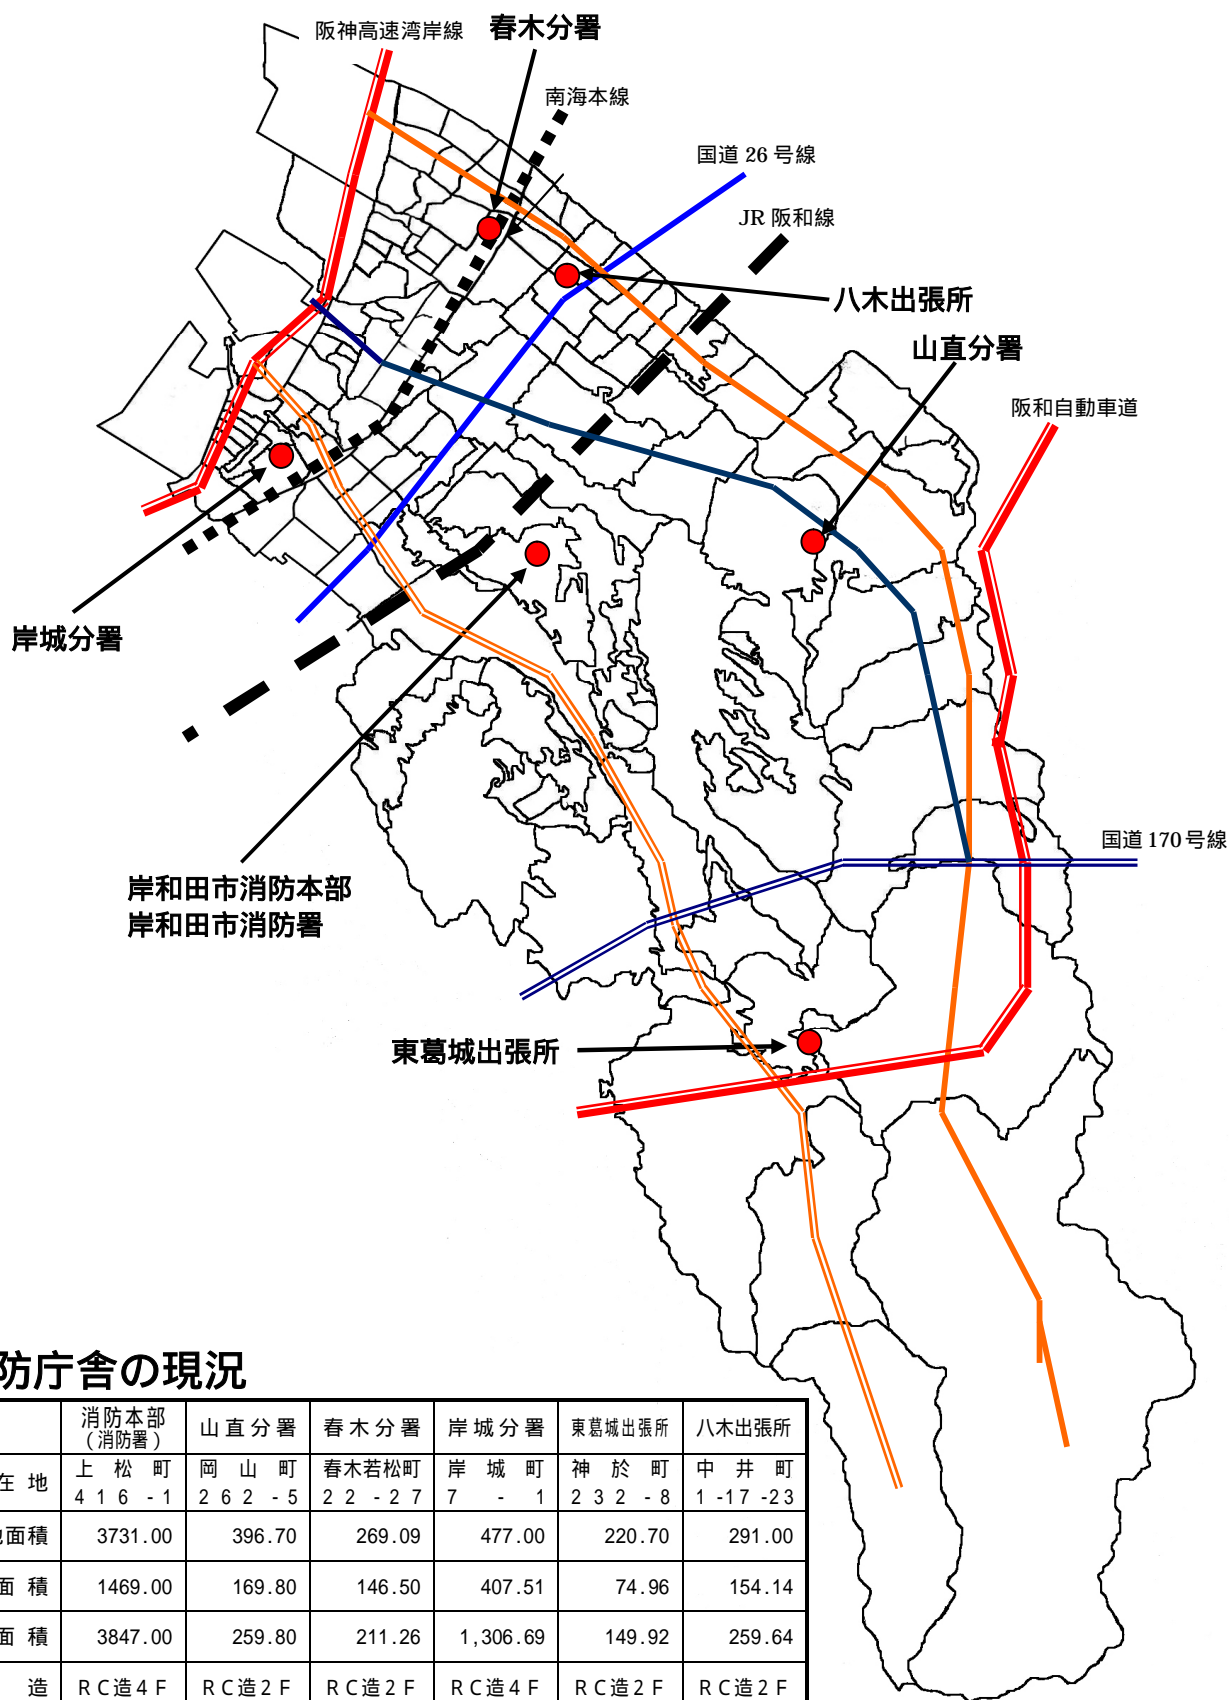 阪神高速湾岸線
春木分署
南海本線
国道 26 号線
JR 阪和線
八木出張所
山直分署
阪和自動車道
岸城分署
国道 170 号線
岸和田市消防本部
岸和田市消防署
東葛城出張所
防庁舎の現況
消防本部 山直分署 春木分署 岸城分署 東葛城出張所 八木出張所
(消防署)
在地 上松町 岡山町 春木若松町 岸城町 神於町 中井町
416-1 262-5 22-27 7-1 232-8 1-17-23
面積 3731.00 396.70 269.09 477.00 220.70 291.00
面積 1469.00 169.80 146.50 407.51 74.96 154.14
面積 3847.00 259.80 211.26 1,306.69 149.92 259.64
造 RC造4F RC造2F RC造2F RC造4F RC造2F RC造2F